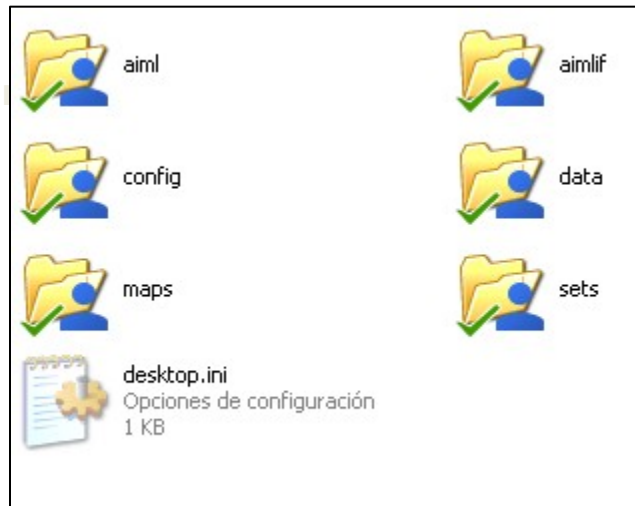 aiml
aimlif
config
data
maps
sets
desktop.ini
Opciones de configuración
1 KB